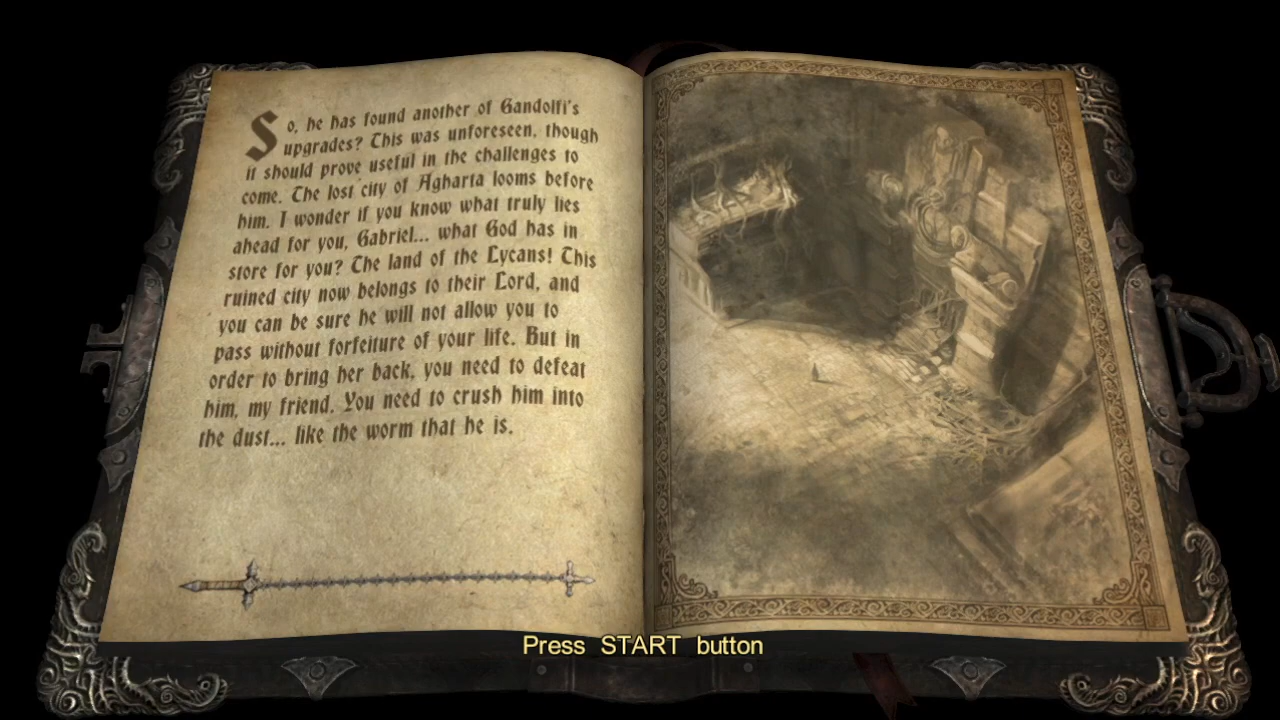 So, he has found another of Gandolfi's
upgrades? This was unforeseen, though
it should prove useful in the challenges to
come. The lost city of Agharta looms before
him. I wonder if you know what truly lies
ahead for you, Gabriel... what God has in
store for you? The land of the Lycans! This
ruined city now belongs to their Lord, and
you can be sure he will not allow you to
pass without forfeiture of your life. But in
order to bring her back, you need to defeat
him, my friend. You need to crush him into
the dust... like the worm that he is.
Press START button